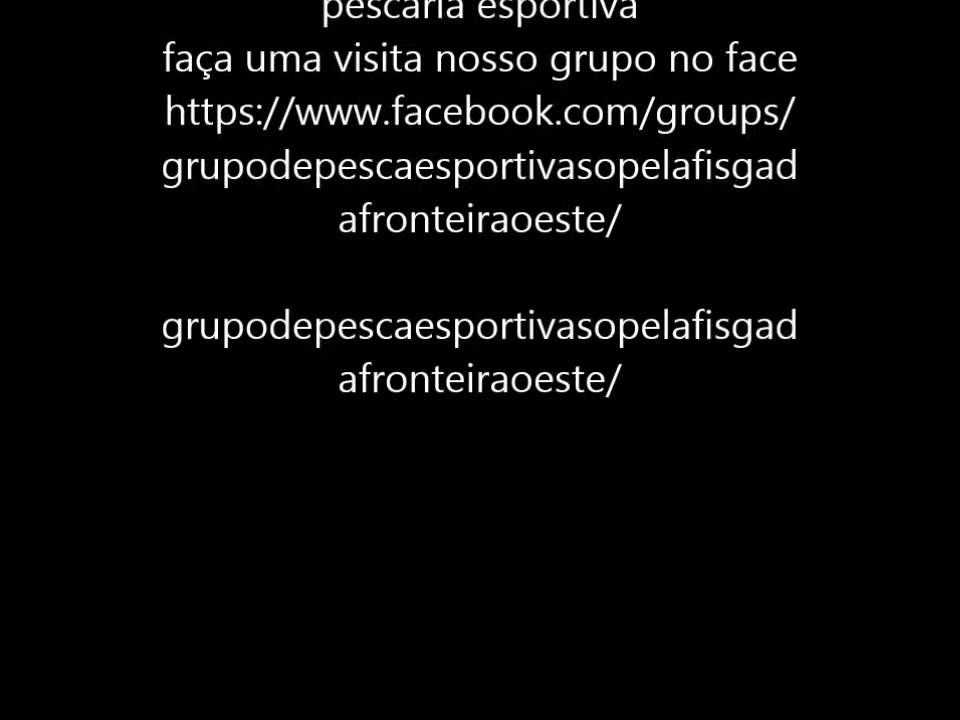 pescaria esportiva
faça uma visita nosso grupo no face
https://www.facebook.com/groups/
grupodepescaesportivasopelafisgad
afronteiraoeste/
grupodepescaesportivasopelafisgad
afronteiraoeste/